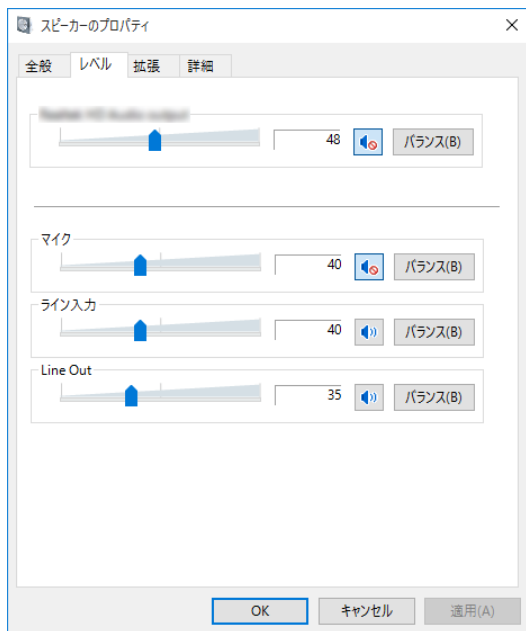 スピーカーのプロパティ
全般 レベル 拡張 詳細
48 バランス(B)
マイク
40 バランス(B)
ライン入力
40 バランス(B)
Line Out
35 バランス(B)
OK キャンセル 適用(A)